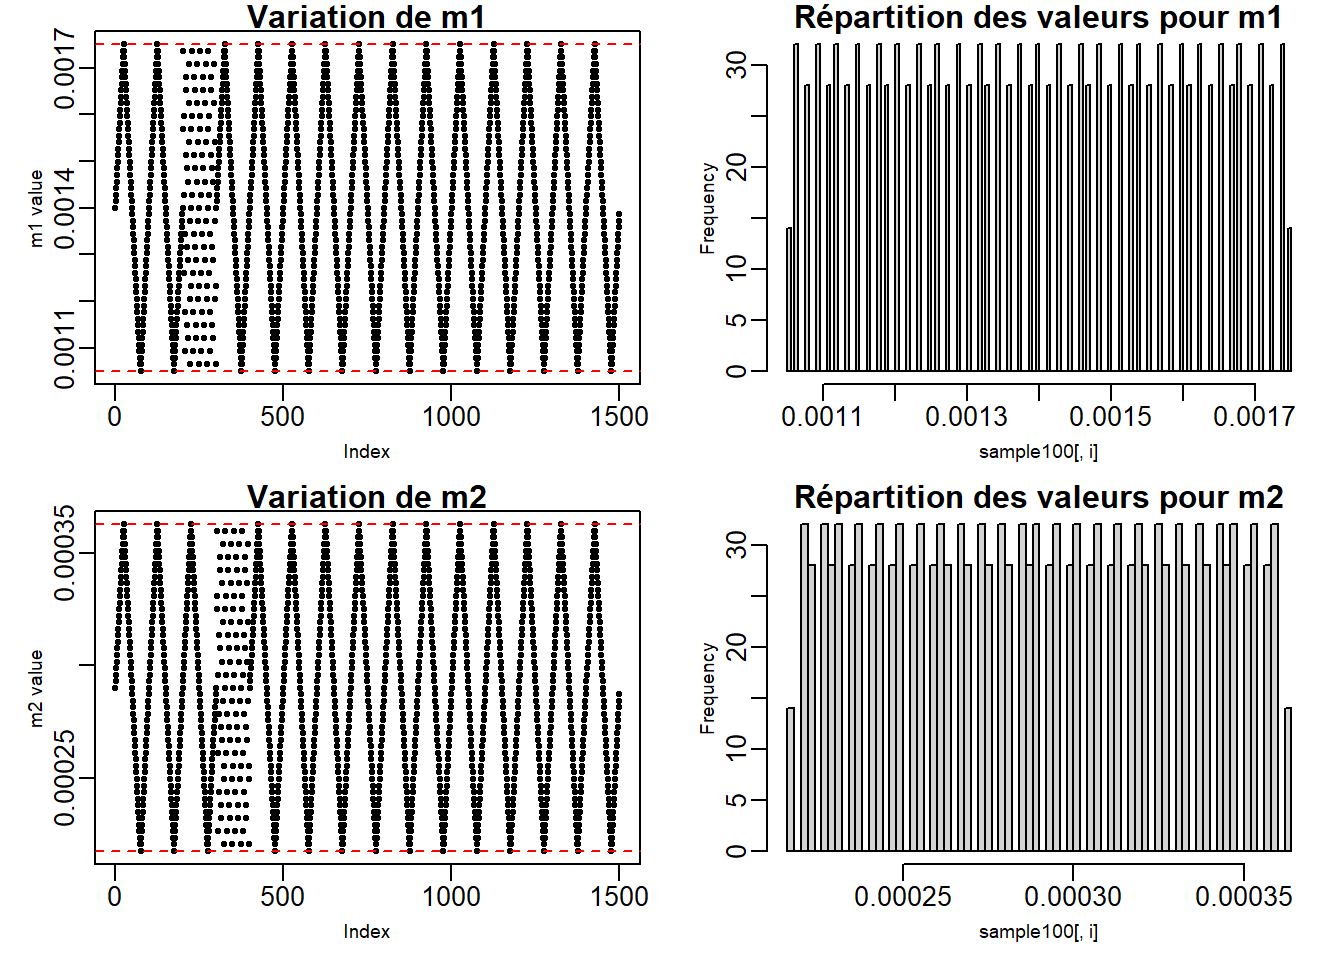 Variation de m1
0.0017
0.0014
0.0011
m1 value
0
500
1000
1500
Index
Répartition des valeurs pour m1
30
20
10
5
0
Frequency
0.0011
0.0013
0.0015
0.0017
sample100[, i]
Variation de m2
0.00035
0.00025
m2 value
0
500
1000
1500
Index
Répartition des valeurs pour m2
30
20
10
5
0
Frequency
0.00025
0.00030
0.00035
sample100[, i]